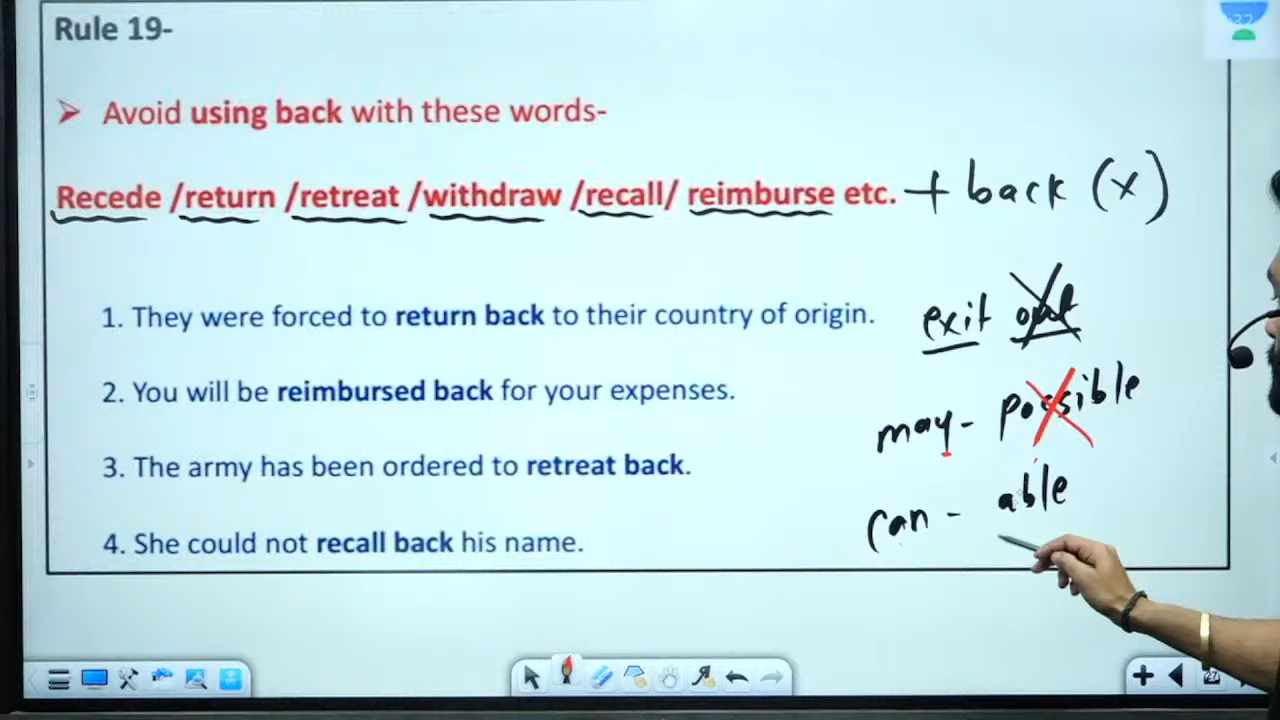 Rule 19-
➤ Avoid using back with these words-
Recede /return /retreat /withdraw /recall/ reimburse etc. + back (x)
1. They were forced to return back to their country of origin.
exit out
2. You will be reimbursed back for your expenses.
may - possible
3. The army has been ordered to retreat back.
can - able
4. She could not recall back his name.
32
27